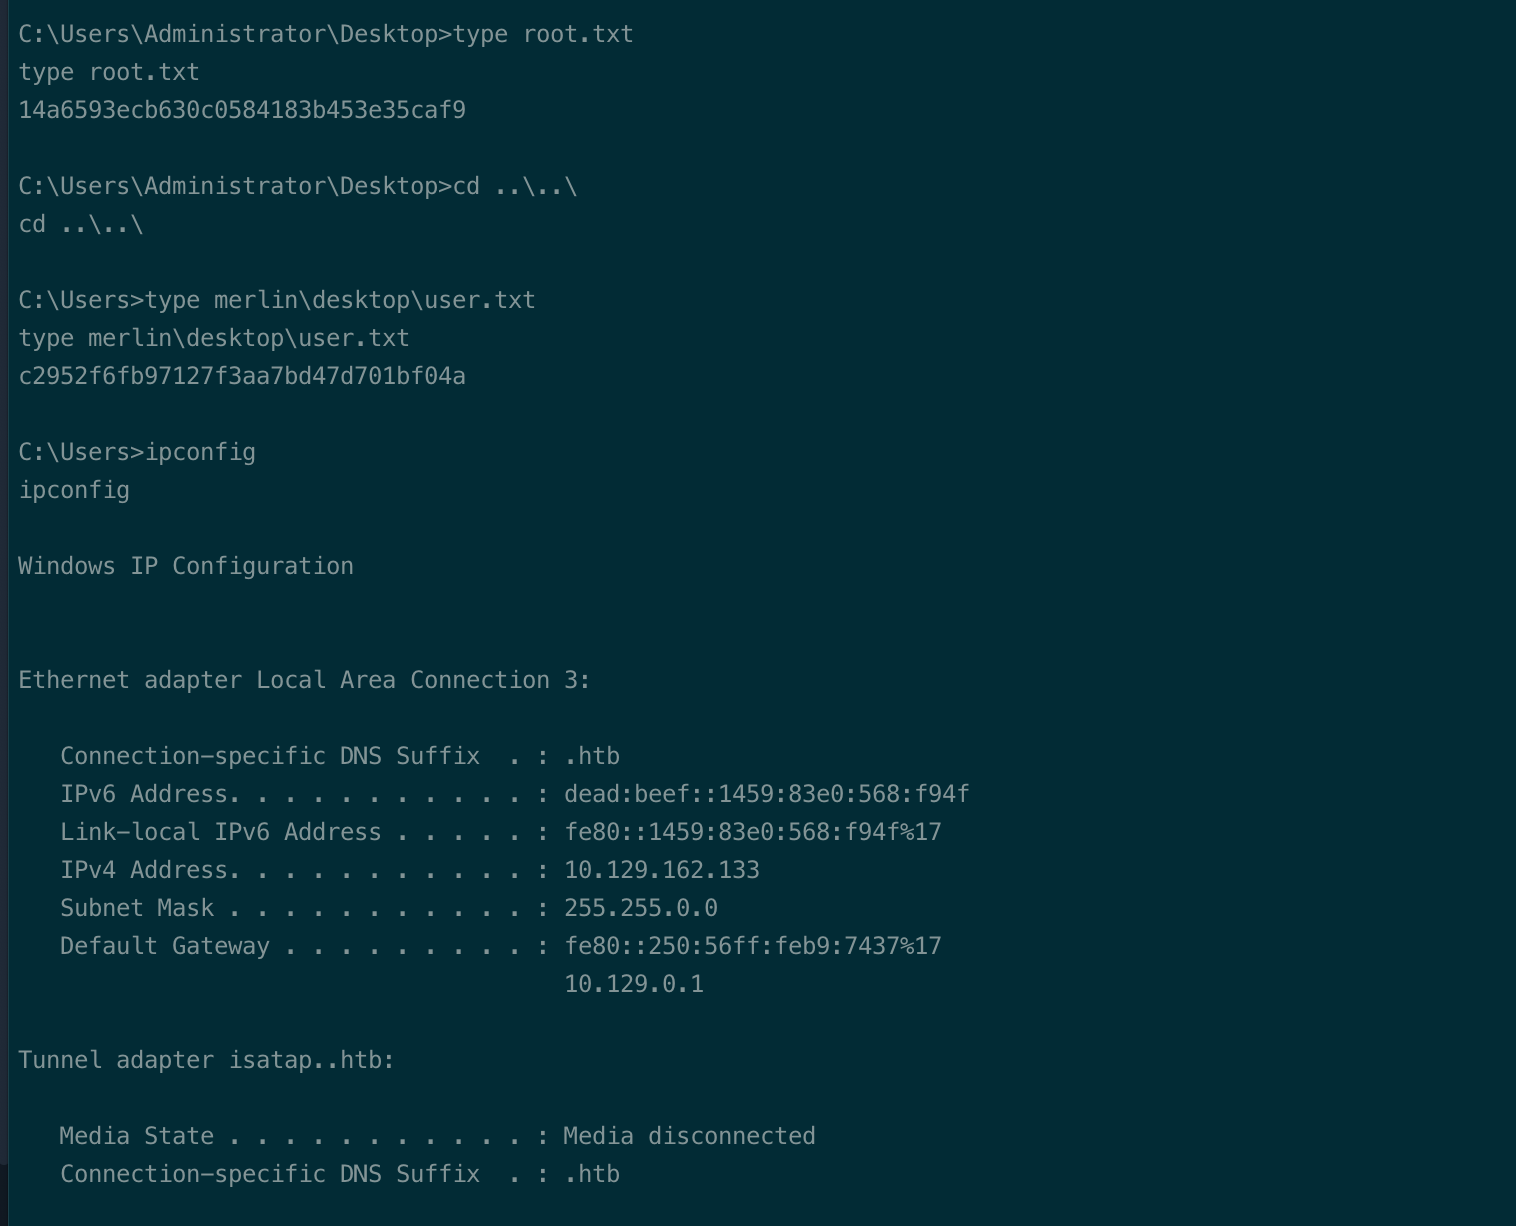 C:\Users\Administrator\Desktop>type root.txt
type root.txt
14a6593ecb630c0584183b453e35caf9
C:\Users\Administrator\Desktop>cd ..\..\
cd ..\..\
C:\Users>type merlin\desktop\user.txt
type merlin\desktop\user.txt
c2952f6fb97127f3aa7bd47d701bf04a
C:\Users>ipconfig
ipconfig
Windows IP Configuration
Ethernet adapter Local Area Connection 3:
   Connection-specific DNS Suffix  . : .htb
   IPv6 Address. . . . . . . . . . . : dead:beef::1459:83e0:568:f94f
   Link-local IPv6 Address . . . . . : fe80::1459:83e0:568:f94f%17
   IPv4 Address. . . . . . . . . . . : 10.129.162.133
   Subnet Mask . . . . . . . . . . . : 255.255.0.0
   Default Gateway . . . . . . . . . : fe80::250:56ff:feb9:7437%17
                                       10.129.0.1
Tunnel adapter isatap..htb:
   Media State . . . . . . . . . . . : Media disconnected
   Connection-specific DNS Suffix  . : .htb